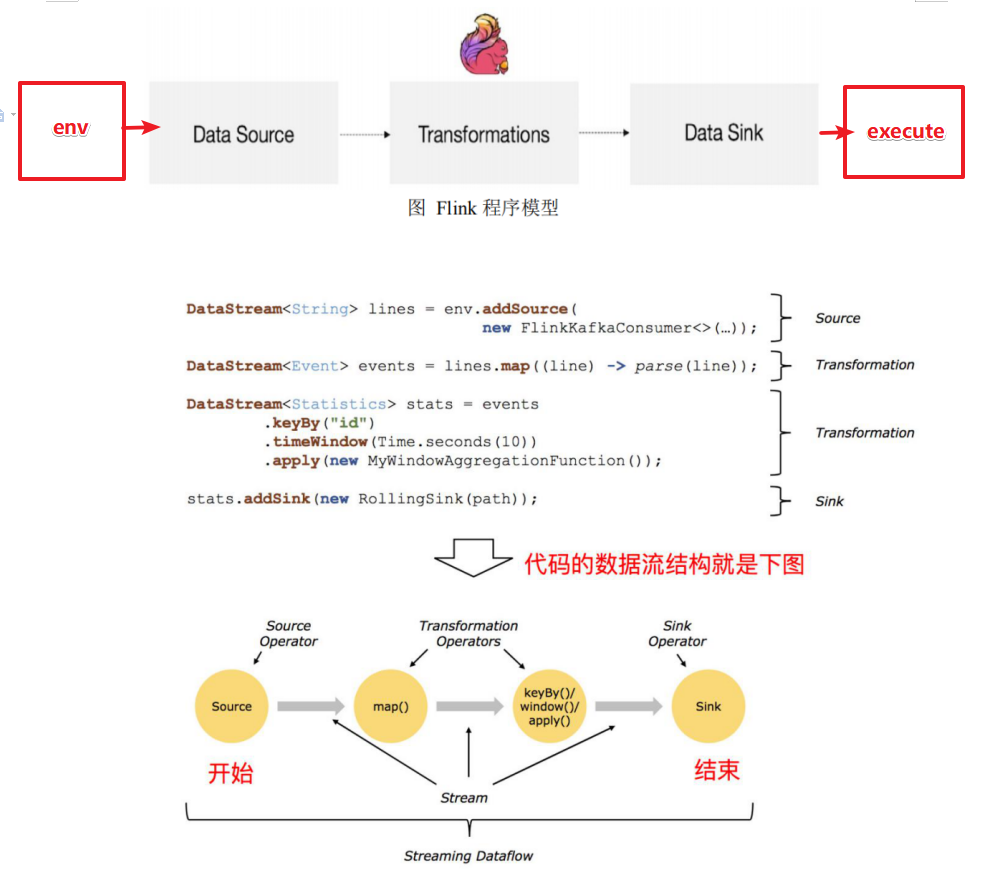 env
Data Source
Transformations
Data Sink
execute
图 Flink 程序模型
DataStream<String> lines = env.addSource(
new FlinkKafkaConsumer<>(…));
Source
DataStream<Event> events = lines.map((line) -> parse(line));
Transformation
DataStream<Statistics> stats = events
.keyBy("id")
.timeWindow(Time.seconds(10))
.apply(new MyWindowAggregationFunction());
Transformation
stats.addSink(new RollingSink(path));
Sink
代码的数据流结构就是下图
Source
Operator
Transformation
Operators
Sink
Operator
Source
map()
keyBy()/
window()/
apply()
Sink
开始
结束
Stream
Streaming Dataflow